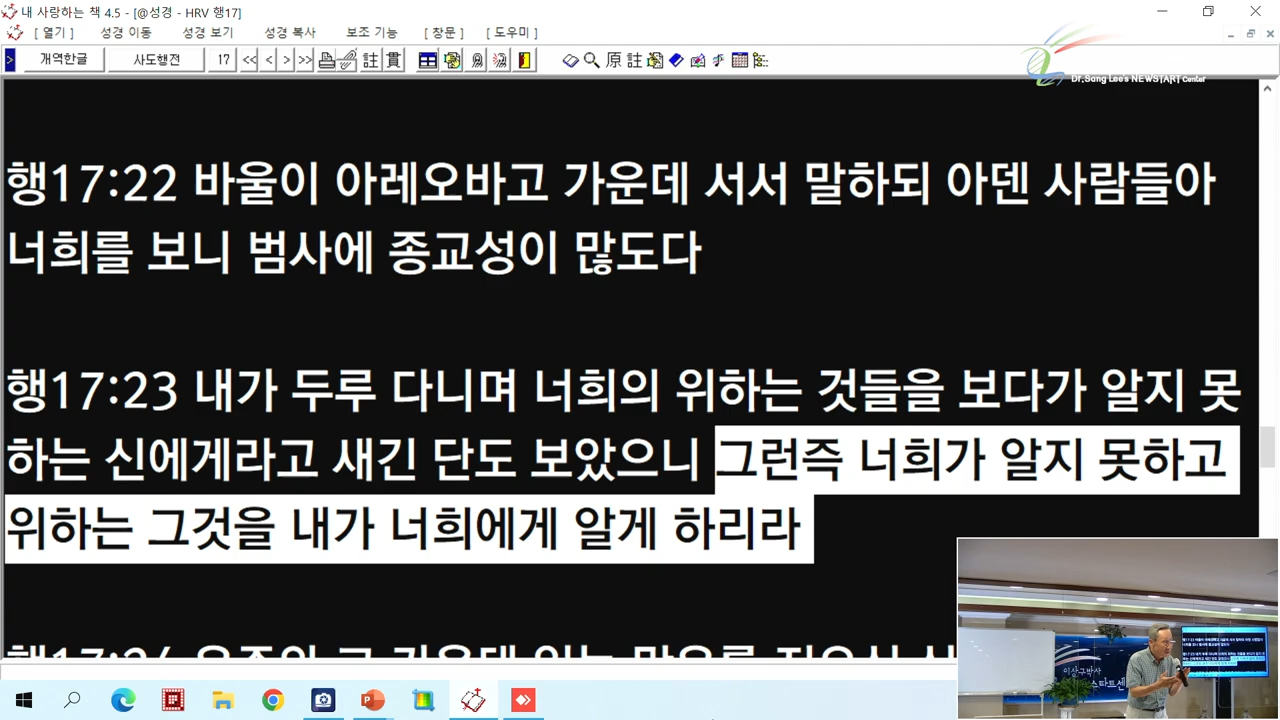 내 사랑하는 책 4.5 - [@성경 - HRV 행17]
[ 열기 ] 성경 이동 성경 보기 성경 복사 보조 기능 [ 창문 ] [ 도우미 ]
개역한글 사도행전 17 << < > >> 註 貫 原 註
Dr.Sang Lee's NEWSTART Center
행17:22 바울이 아레오바고 가운데 서서 말하되 아덴 사람들아
너희를 보니 범사에 종교성이 많도다
행17:23 내가 두루 다니며 너희의 위하는 것들을 보다가 알지 못
하는 신에게라고 새긴 단도 보았으니 그런즉 너희가 알지 못하고
위하는 그것을 내가 너희에게 알게 하리라
이상구박사